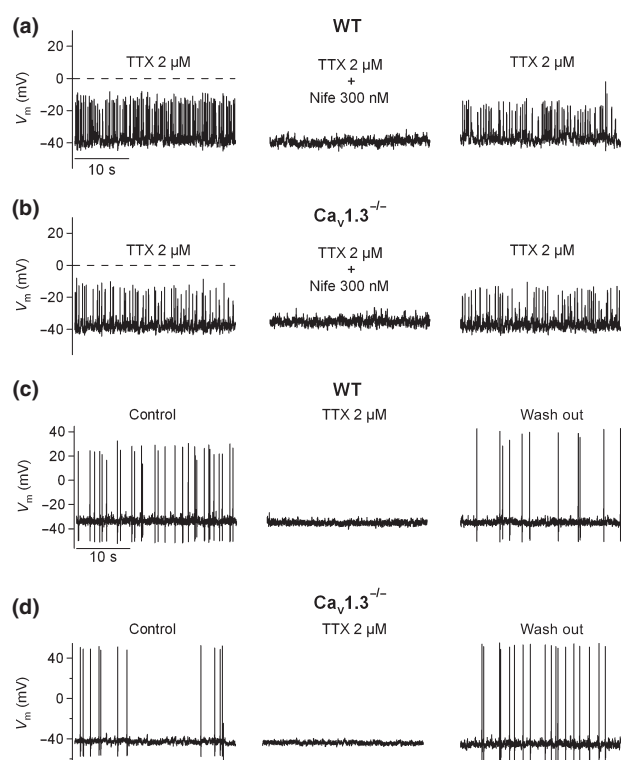 (a)
WT
20
0
−20
−40
Vm (mV)
TTX 2 µM
TTX 2 µM
+
Nife 300 nM
TTX 2 µM
10 s
(b)
CaV1.3−/−
20
0
−20
−40
Vm (mV)
TTX 2 µM
TTX 2 µM
+
Nife 300 nM
TTX 2 µM
(c)
WT
Control
TTX 2 µM
Wash out
40
20
0
−20
−40
Vm (mV)
10 s
(d)
CaV1.3−/−
Control
TTX 2 µM
Wash out
40
0
−40
Vm (mV)